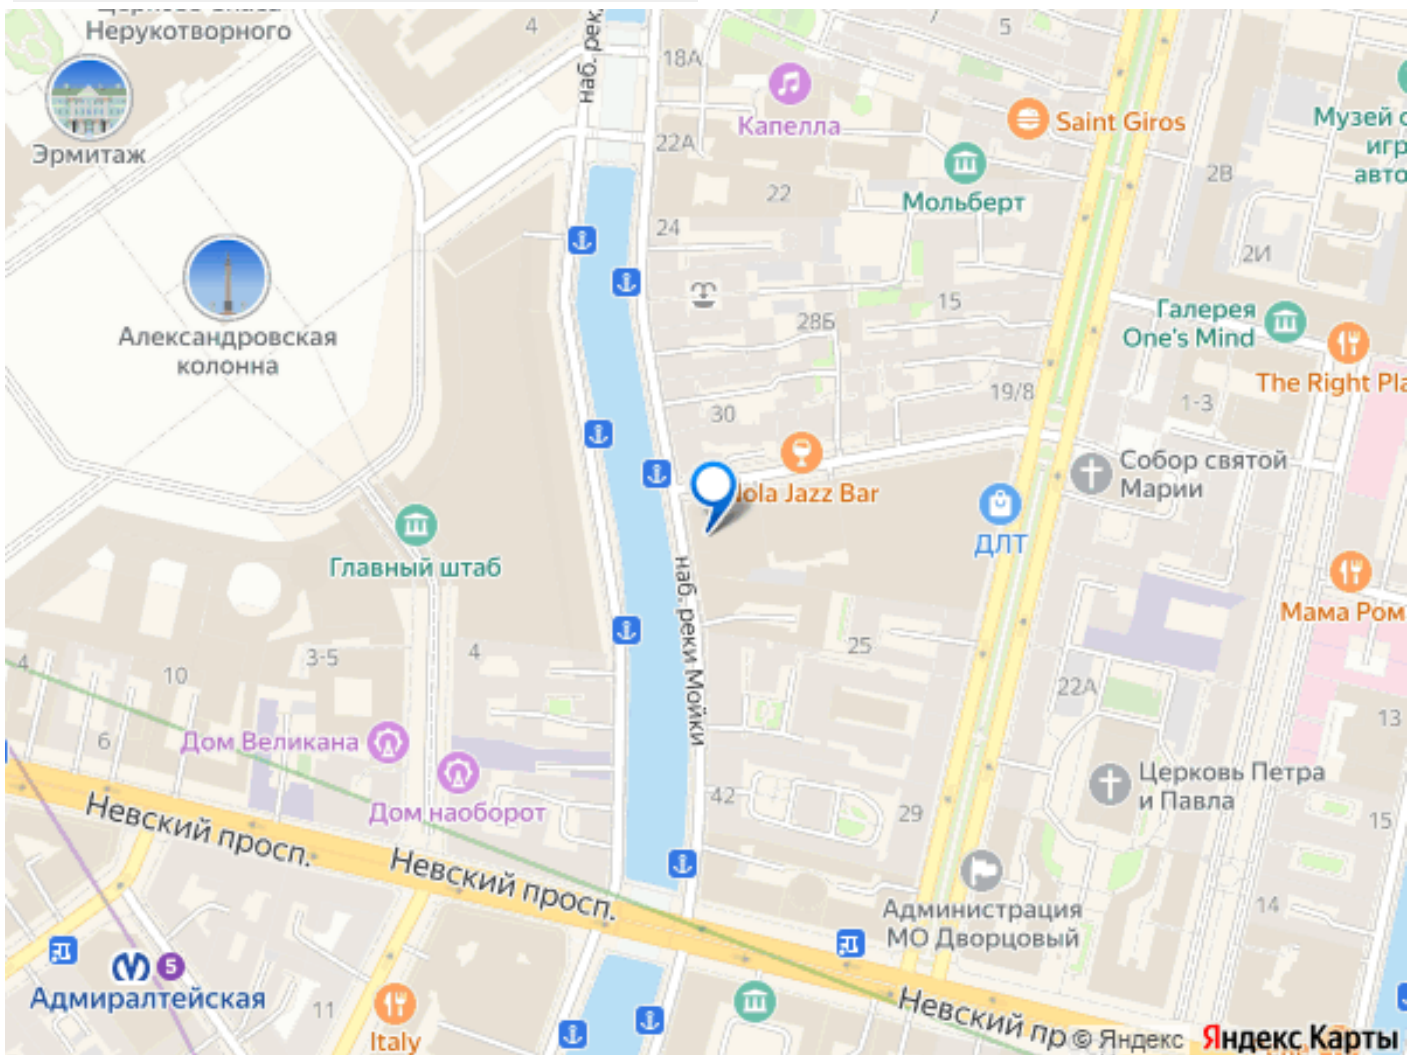 Нерукотворного
4
наб. рек
18А
5
7
Капелла
Saint Giros
Эрмитаж
22А
Мольберт
22
2В
24
2И
15
28Б
Александровская
колонна
Галерея
One's Mind
The Right Pla
19/8
1-3
30
Nola Jazz Bar
Собор святой
Марии
ДЛТ
Главный штаб
наб. реки Мойки
Мама Ром
25
3-5
4
4
10
22А
13
6
Дом Великана
Дом наоборот
42
29
Церковь Петра
и Павла
15
Невский просп.
Невский просп.
14
Администрация
МО Дворцовый
5
Адмиралтейская
11
Italy
Невский пр
© Яндекс Яндекс Карты